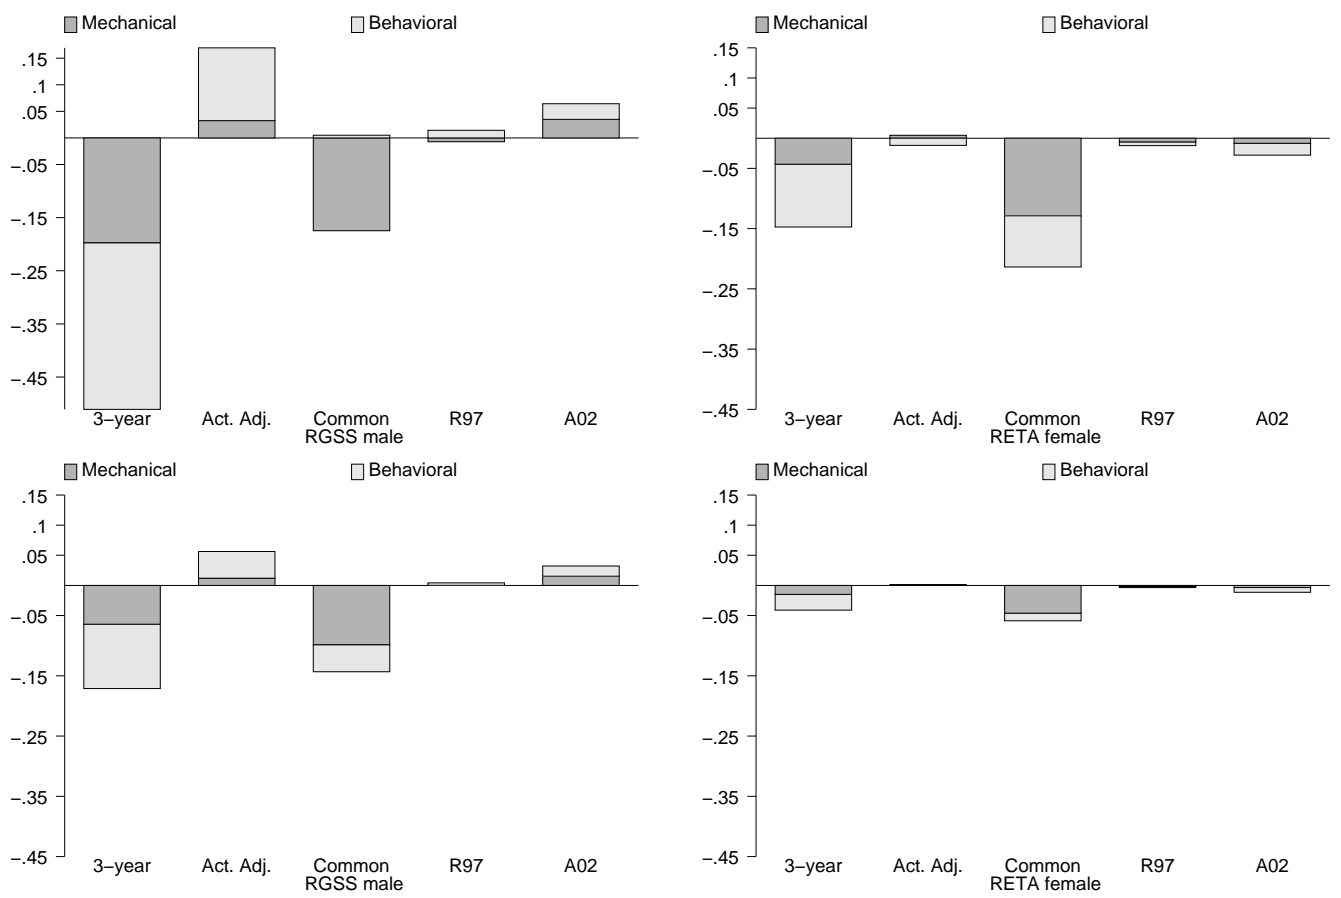 Mechanical Behavioral
.15
.1
.05
−.05
−.15
−.25
−.35
−.45
3−year Act. Adj. Common R97 A02
RGSS male
Mechanical Behavioral
.15
.1
.05
−.05
−.15
−.25
−.35
−.45
3−year Act. Adj. Common R97 A02
RETA female
Mechanical Behavioral
.15
.1
.05
−.05
−.15
−.25
−.35
−.45
3−year Act. Adj. Common R97 A02
RGSS male
Mechanical Behavioral
.15
.1
.05
−.05
−.15
−.25
−.35
−.45
3−year Act. Adj. Common R97 A02
RETA female